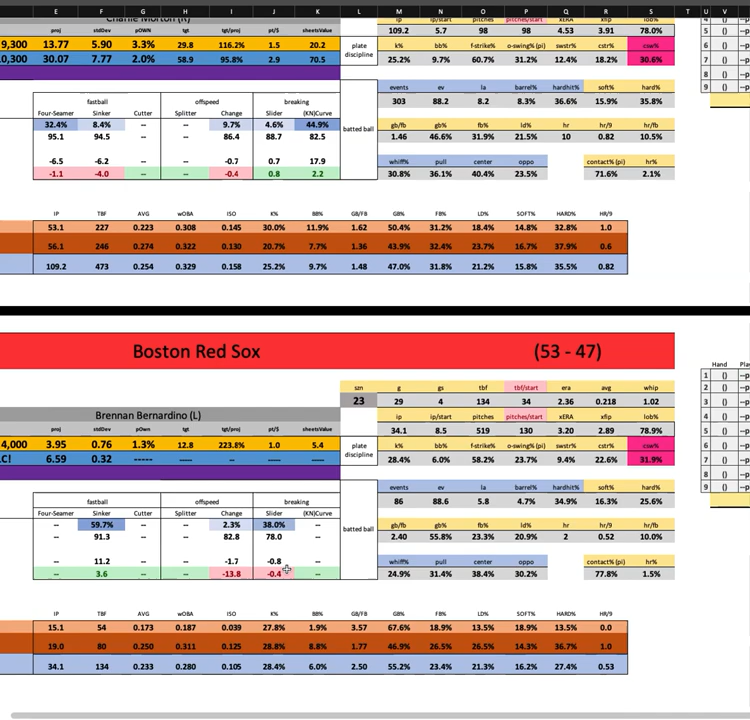 E F G H I J K L M N O P Q R S T U V W
Charlie Morton (R) ip ip/start pitches pitches/start xERA xfip lob% 4
proj stdDev pOWN tgt tgt/proj pt/$ sheetsValue 109.2 5.7 98 98 4.53 3.91 78.0% 5 () --p
9,300 13.77 5.90 3.3% 29.8 116.2% 1.5 20.2 plate discipline k% bb% f-strike% o-swing% (pi) swstr% cstr% csw% 6 () --p
0,300 30.07 7.77 2.0% 58.9 95.8% 2.9 70.5 25.2% 9.7% 60.7% 31.2% 12.4% 18.2% 30.6% 7 () --p
8 () --p
events ev la barrel% hardhit% soft% hard% 9 () --p
fastball offspeed breaking 303 88.2 8.2 8.3% 36.6% 15.9% 35.8%
Four-Seamer Sinker Cutter Splitter Change Slider (KN)Curve
32.4% 8.4% -- -- 9.7% 4.6% 44.9% batted ball gb/fb gb% fb% ld% hr hr/9 hr/fb
95.1 94.5 86.4 88.7 82.5 1.46 46.6% 31.9% 21.5% 10 0.82 10.5%
-6.5 -6.2 -0.7 0.7 17.9 whiff% pull center oppo contact% (pi) hr%
-1.1 -4.0 -- -- -0.4 0.8 2.2 30.8% 36.1% 40.4% 23.5% 71.6% 2.1%
IP TBF AVG wOBA ISO K% BB% GB/FB GB% FB% LD% SOFT% HARD% HR/9
53.1 227 0.223 0.308 0.145 30.0% 11.9% 1.62 50.4% 31.2% 18.4% 14.8% 32.8% 1.0
56.1 246 0.274 0.322 0.130 20.7% 7.7% 1.36 43.9% 32.4% 23.7% 16.7% 37.9% 0.6
109.2 473 0.254 0.329 0.158 25.2% 9.7% 1.48 47.0% 31.8% 21.2% 15.8% 35.5% 0.82
Boston Red Sox (53 - 47)
Hand Play
1 () --p
szn g gs tbf tbf/start era avg whip 2 () --p
23 29 4 134 34 2.36 0.218 1.02 3 () --p
Brennan Bernardino (L) ip ip/start pitches pitches/start xERA xfip lob% 4 () --p
proj stdDev pOwn tgt tgt/proj pt/$ sheetsValue 34.1 8.5 519 130 3.20 2.89 78.9% 5 () --p
4,000 3.95 0.76 1.3% 12.8 223.8% 1.0 5.4 plate discipline k% bb% f-strike% o-swing% (pi) swstr% cstr% csw% 6 () --p
LC! 6.59 0.32 ----- ---- ---- ---- ---- 28.4% 6.0% 58.2% 23.7% 9.4% 22.6% 31.9% 7 () --p
8 () --p
events ev la barrel% hardhit% soft% hard% 9 () --p
fastball offspeed breaking 86 88.6 5.8 4.7% 34.9% 16.3% 25.6%
Four-Seamer Sinker Cutter Splitter Change Slider (KN)Curve
-- 59.7% -- -- 2.3% 38.0% -- batted ball gb/fb gb% fb% ld% hr hr/9 hr/fb
-- 91.3 82.8 78.0 2.40 55.8% 23.3% 20.9% 2 0.52 10.0%
-- 11.2 -1.7 -0.8 whiff% pull center oppo contact% (pi) hr%
-- 3.6 -- -- -13.8 -0.4 -- 24.9% 31.4% 38.4% 30.2% 77.8% 1.5%
IP TBF AVG wOBA ISO K% BB% GB/FB GB% FB% LD% SOFT% HARD% HR/9
15.1 54 0.173 0.187 0.039 27.8% 1.9% 3.57 67.6% 18.9% 13.5% 18.9% 13.5% 0.0
19.0 80 0.250 0.311 0.125 28.8% 8.8% 1.77 46.9% 26.5% 26.5% 14.3% 36.7% 1.0
34.1 134 0.233 0.280 0.105 28.4% 6.0% 2.50 55.2% 23.4% 21.3% 16.2% 27.4% 0.53